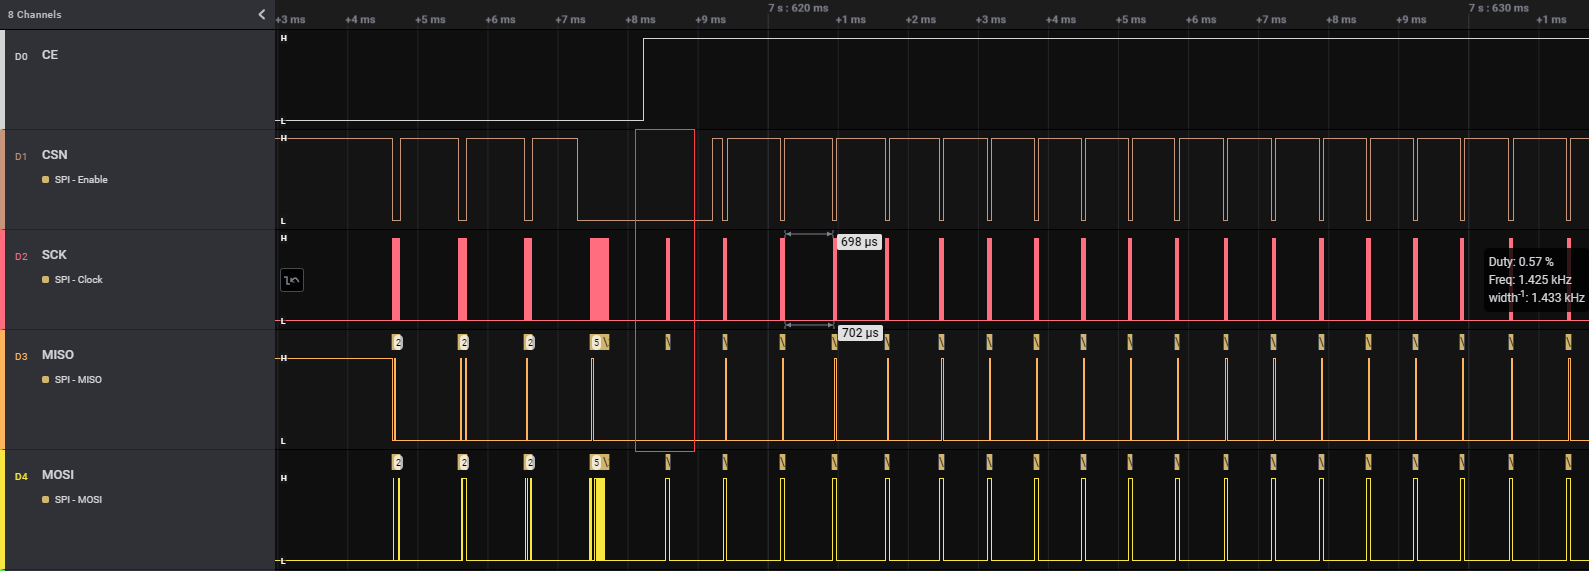 8 Channels
+3 ms +4 ms +5 ms +6 ms +7 ms +8 ms +9 ms 7 s : 620 ms +1 ms +2 ms +3 ms +4 ms +5 ms +6 ms +7 ms +8 ms +9 ms 7 s : 630 ms +1 ms
D0 CE
H
L
D1 CSN
SPI - Enable
H
L
D2 SCK
SPI - Clock
H
L
698 µs
Duty: 0.57 %
Freq: 1.425 kHz
width-1: 1.433 kHz
702 µs
D3 MISO
SPI - MISO
2 2 2 5 \ \ \ \ \ \ \ \ \ \ \ \ \ \ \ \ \ \ \
H
L
D4 MOSI
SPI - MOSI
2 2 2 5 \ \ \ \ \ \ \ \ \ \ \ \ \ \ \ \ \ \ \
H
L